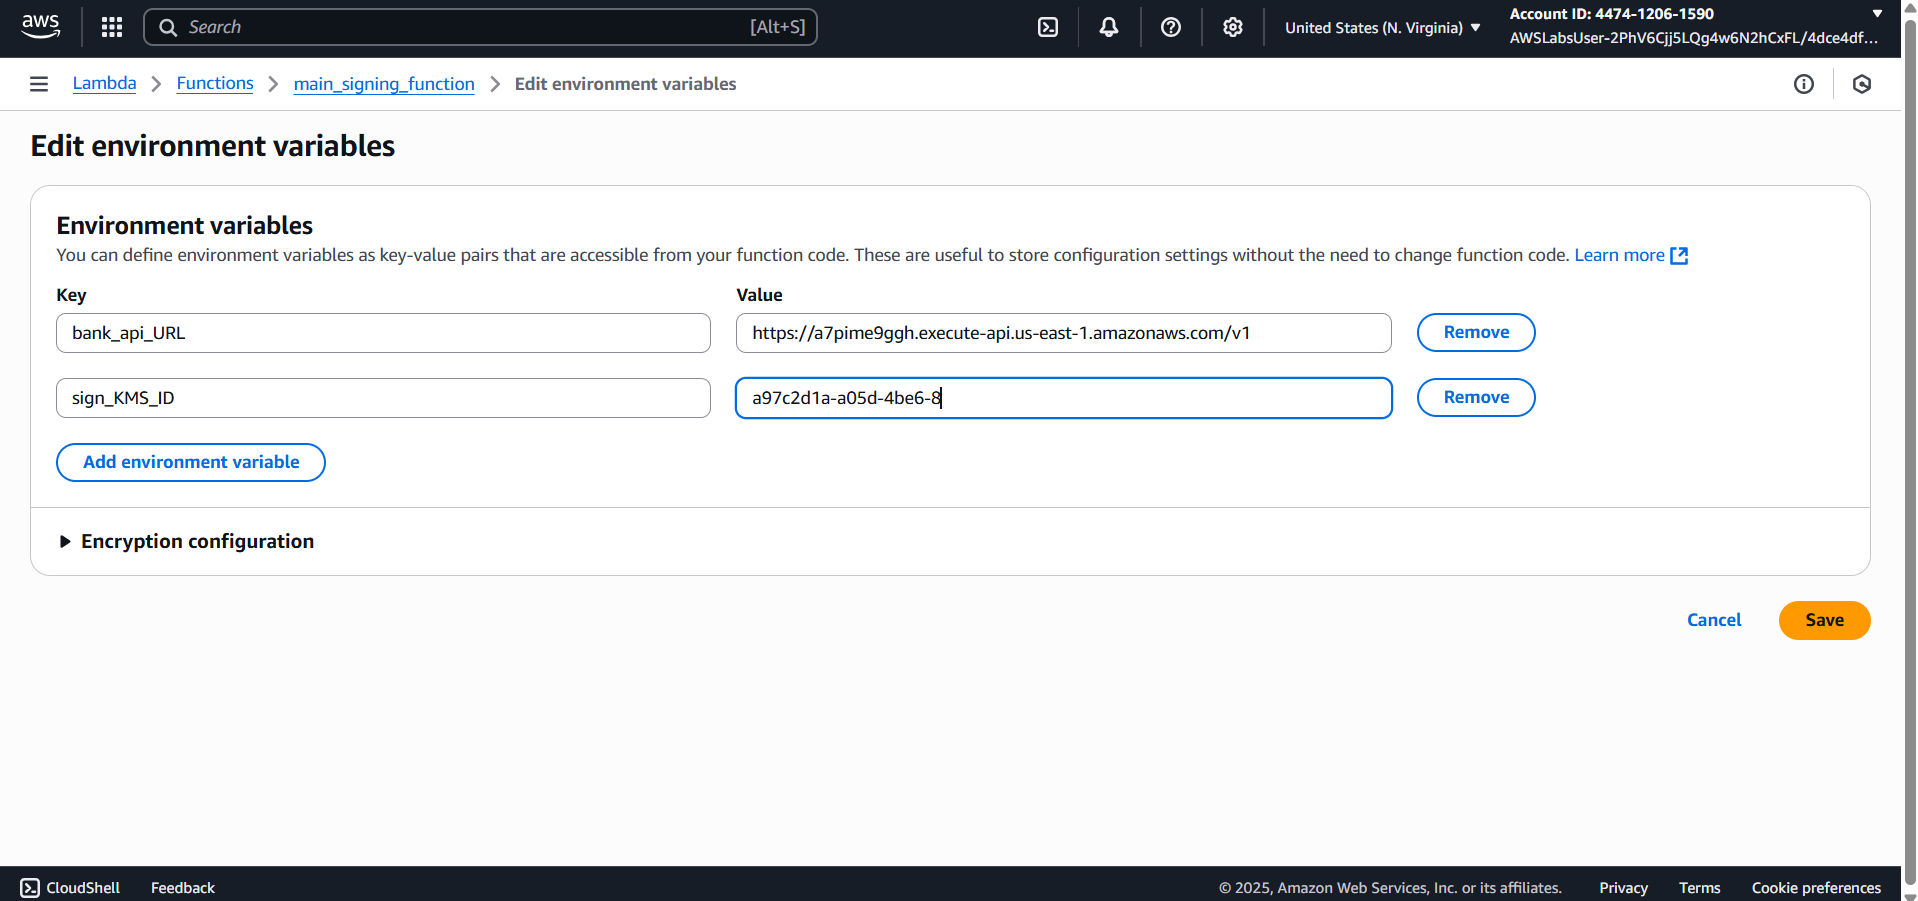 aws
Search [Alt+S]
United States (N. Virginia)
Account ID: 4474-1206-1590
AWSLabsUser-2PhV6Cjj5LQg4w6N2hCxFL/4dce4df...
Lambda Functions main_signing_function Edit environment variables
Edit environment variables
Environment variables
You can define environment variables as key-value pairs that are accessible from your function code. These are useful to store configuration settings without the need to change function code. Learn more
Key Value
bank_api_URL https://a7pime9ggh.execute-api.us-east-1.amazonaws.com/v1 Remove
sign_KMS_ID a97c2d1a-a05d-4be6-8 Remove
Add environment variable
Encryption configuration
Cancel Save
CloudShell Feedback © 2025, Amazon Web Services, Inc. or its affiliates. Privacy Terms Cookie preferences